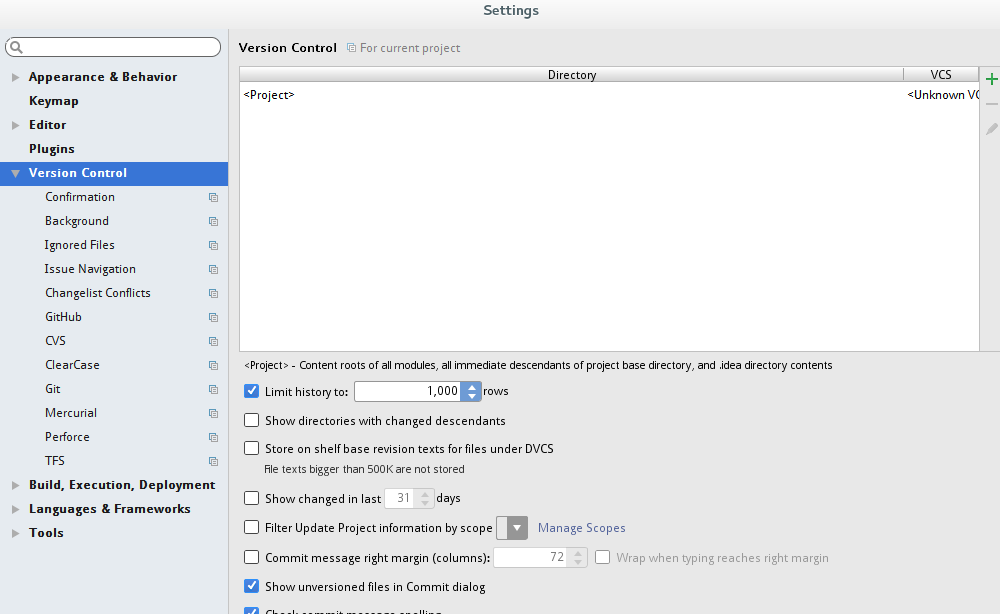 Settings
Version Control For current project
Appearance & Behavior
Keymap
Editor
Plugins
Version Control
Confirmation
Background
Ignored Files
Issue Navigation
Changelist Conflicts
GitHub
CVS
ClearCase
Git
Mercurial
Perforce
TFS
Build, Execution, Deployment
Languages & Frameworks
Tools
Directory VCS
<Project> <Unknown VC
<Project> - Content roots of all modules, all immediate descendants of project base directory, and .idea directory contents
Limit history to: 1,000 rows
Show directories with changed descendants
Store on shelf base revision texts for files under DVCS
File texts bigger than 500K are not stored
Show changed in last 31 days
Filter Update Project information by scope Manage Scopes
Commit message right margin (columns): 72 Wrap when typing reaches right margin
Show unversioned files in Commit dialog
Check commit message spelling